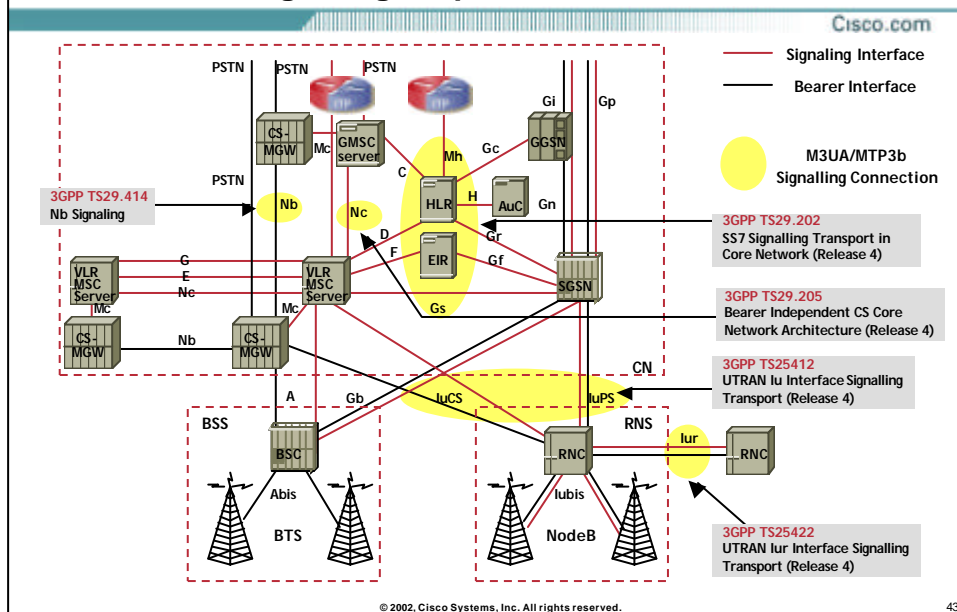 Cisco.com
Signaling Interface
Bearer Interface
M3UA/MTP3b
Signalling Connection
PSTN
PSTN
PSTN
Gi
Gp
ITP
ITP
CS-
MGW
Mc
GMSC
server
C
Mh
Gc
GGSN
3GPP TS29.414
Nb Signaling
PSTN
Nb
Nc
HLR
H
AuC
Gn
3GPP TS29.202
SS7 Signalling Transport in
Core Network (Release 4)
D
F
EIR
Gr
Gf
SGSN
VLR
MSC
Server
G
E
Nc
VLR
MSC
Server
Mc
Mc
Gs
3GPP TS29.205
Bearer Independent CS Core
Network Architecture (Release 4)
CS-
MGW
Nb
CS-
MGW
CN
3GPP TS25412
UTRAN Iu Interface Signalling
Transport (Release 4)
A
Gb
IuCS
IuPS
BSS
RNS
BSC
RNC
Iur
RNC
Abis
BTS
Iubis
NodeB
3GPP TS25422
UTRAN Iur Interface Signalling
Transport (Release 4)
© 2002, Cisco Systems, Inc. All rights reserved.
43